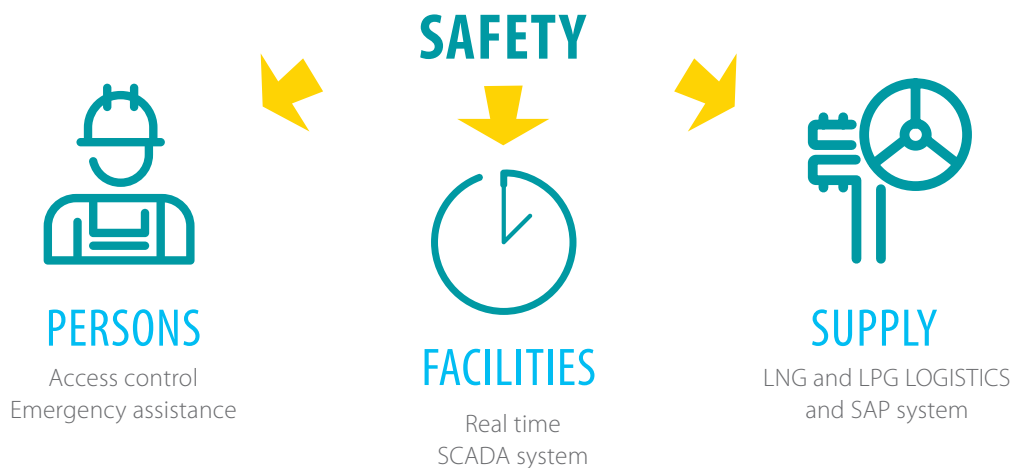 SAFETY
PERSONS
Access control
Emergency assistance
FACILITIES
Real time
SCADA system
SUPPLY
LNG and LPG LOGISTICS
and SAP system